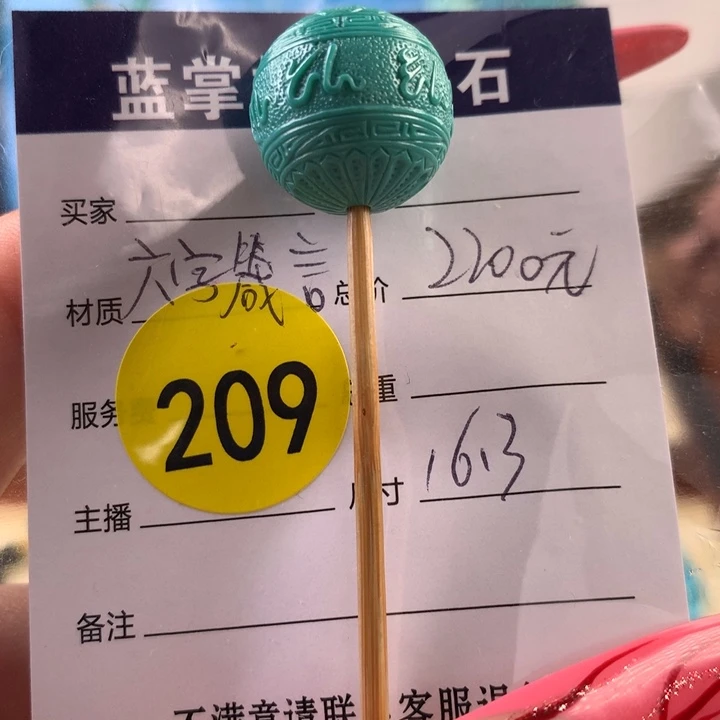 蓝掌 石
买家
材质 六字箴言 总价 2200元
服务 重
209
主播 寸 16.3
备注
不满意请联 客服退